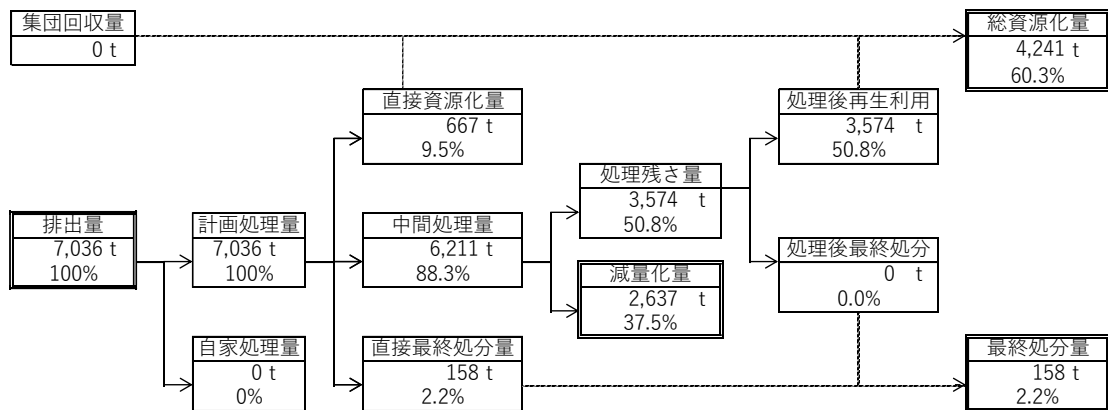 集団回収量
0 t
総資源化量
4,241 t
60.3%
直接資源化量
667 t
9.5%
処理後再生利用
3,574 t
50.8%
処理残さ量
3,574 t
50.8%
排出量
7,036 t
100%
計画処理量
7,036 t
100%
中間処理量
6,211 t
88.3%
減量化量
2,637 t
37.5%
処理後最終処分
0 t
0.0%
自家処理量
0 t
0%
直接最終処分量
158 t
2.2%
最終処分量
158 t
2.2%